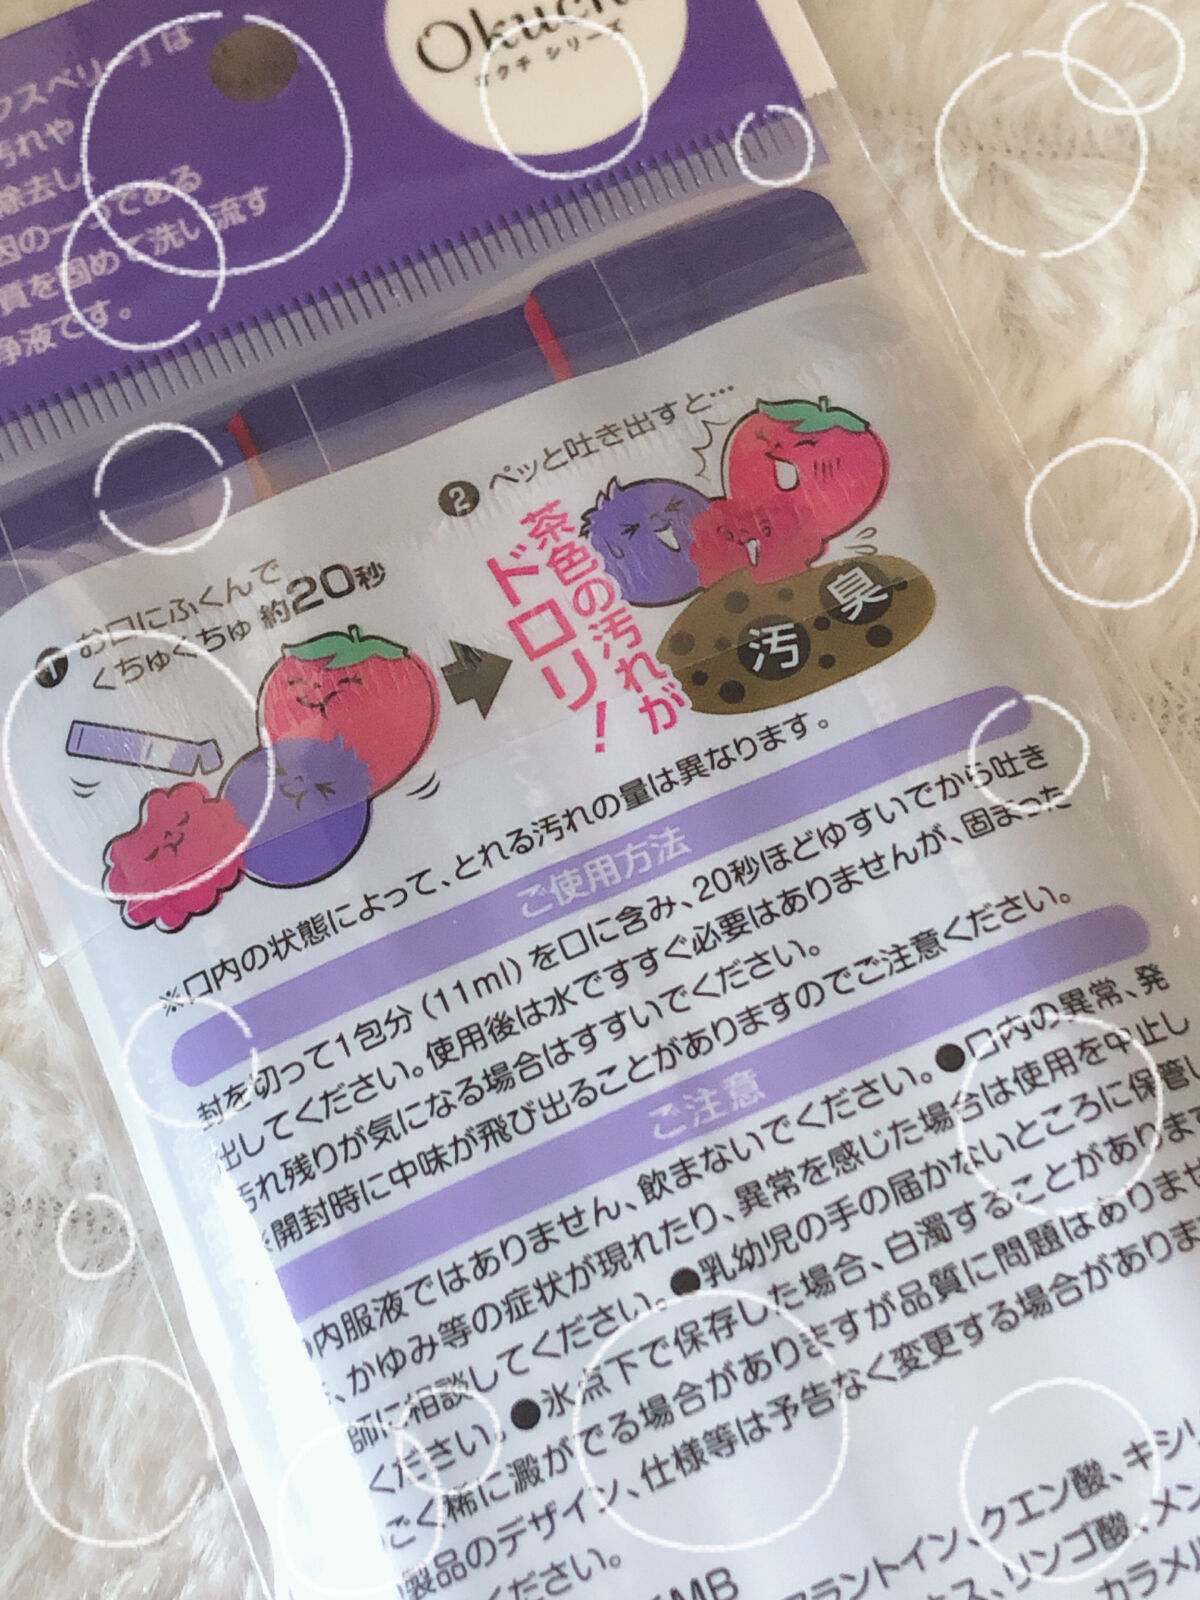 Okuch
オクチ シリーズ
クスベリー」は
汚れや
除去し
因の一つである
質を固めて洗い流す
浄液です。
1 お口にふくんで
くちゅくちゅ 約20秒
2 ペッと吐き出すと…
茶色の汚れが
ドロリ!
汚
臭
※口内の状態によって、とれる汚れの量は異なります。
ご使用方法
封を切って1包分(11ml)を口に含み、20秒ほどゆすいでから吐き
出してください。使用後は水ですすぐ必要はありませんが、固まった
汚れ残りが気になる場合はすすいでください。
※開封時に中味が飛び出ることがありますのでご注意ください。
ご注意
内服液ではありません、飲まないでください。●口内の異常、発
、かゆみ等の症状が現れたり、異常を感じた場合は使用を中止し
師に相談してください。●乳幼児の手の届かないところに保管し
ください。●氷点下で保存した場合、白濁することがありま
ごく稀に澱がでる場合がありますが品質に問題はありませ
製品のデザイン、仕様等は予告なく変更する場合がありま
ください。
MB
アラントイン、クエン酸、キシリ
ス、リンゴ酸、メン
カラメル